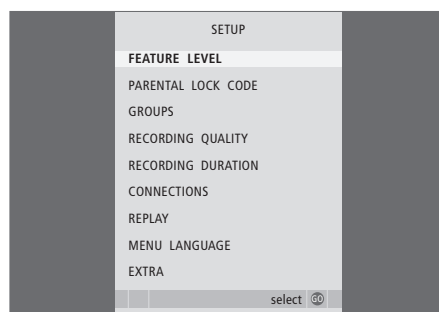 SETUP
FEATURE LEVEL
PARENTAL LOCK CODE
GROUPS
RECORDING QUALITY
RECORDING DURATION
CONNECTIONS
REPLAY
MENU LANGUAGE
EXTRA
select GO